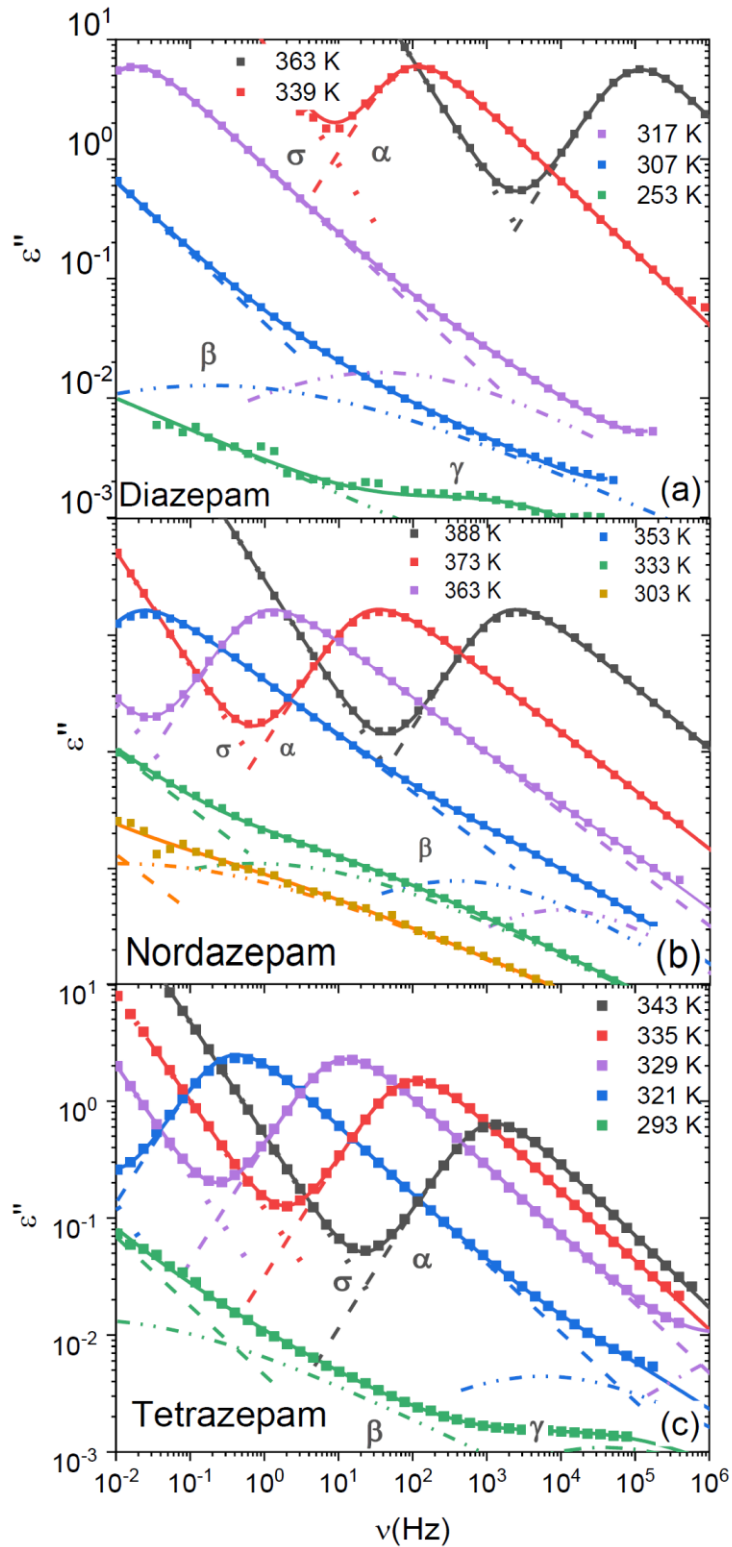 10¹
363 K
339 K
317 K
307 K
253 K
10⁰
σ
α
ε''
10⁻¹
β
10⁻²
γ
10⁻³
Diazepam
(a)
388 K
373 K
363 K
353 K
333 K
303 K
ε''
σ
α
β
Nordazepam
(b)
10¹
343 K
335 K
329 K
321 K
293 K
10⁰
ε''
10⁻¹
σ
α
10⁻²
Tetrazepam
β
γ
(c)
10⁻³
10⁻² 10⁻¹ 10⁰ 10¹ 10² 10³ 10⁴ 10⁵ 10⁶
ν(Hz)